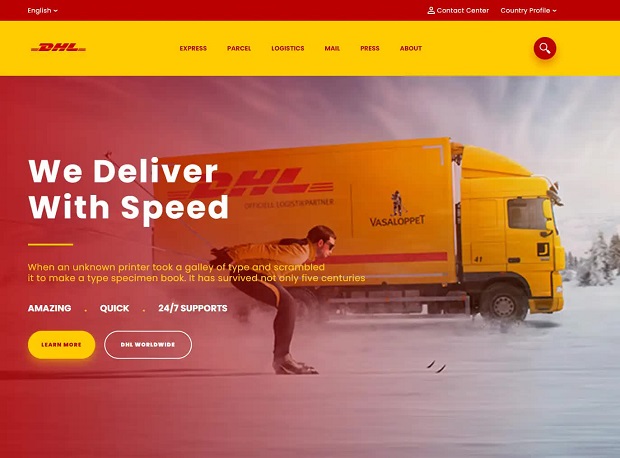 English
Contact Center
Country Profile
DHL
EXPRESS
PARCEL
LOGISTICS
MAIL
PRESS
ABOUT
We Deliver
With Speed
DHL
OFFICIELL LOGISTIKPARTNER
VASALOPPET
41
When an unknown printer took a galley of type and scrambled
it to make a type specimen book. It has survived not only five centuries
AMAZING . QUICK . 24/7 SUPPORTS
LEARN MORE
DHL WORLDWIDE